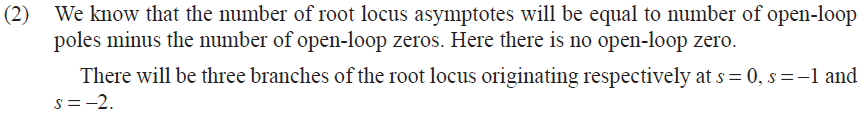 (2) We know that the number of root locus asymptotes will be equal to number of open-loop
poles minus the number of open-loop zeros. Here there is no open-loop zero.
There will be three branches of the root locus originating respectively at s = 0, s = −1 and
s = −2.